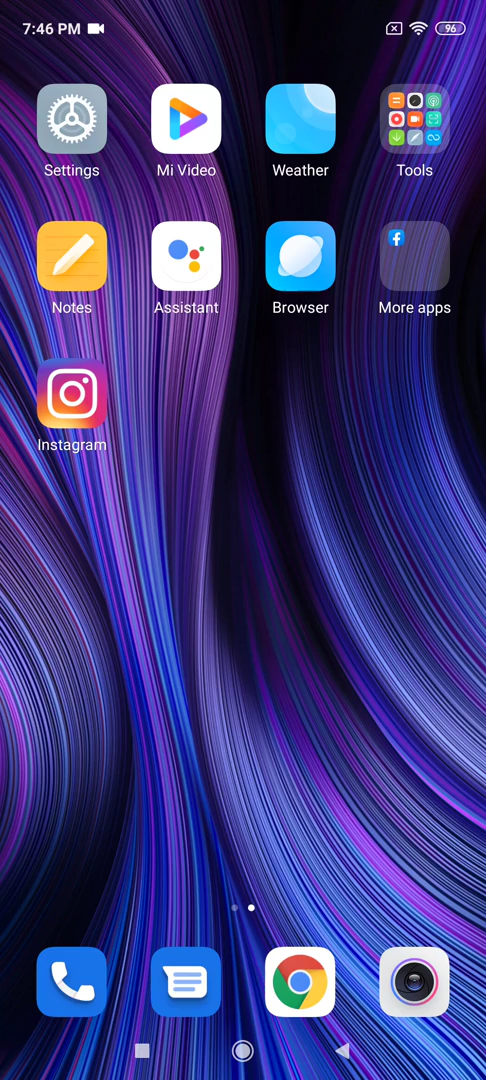 7:46 PM 96
Settings Mi Video Weather Tools
Notes Assistant Browser More apps
Instagram